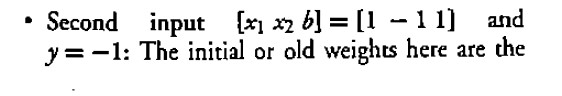 • Second input [x₁ x₂ b] = [1 − 1 1] and
y = −1: The initial or old weights here are the